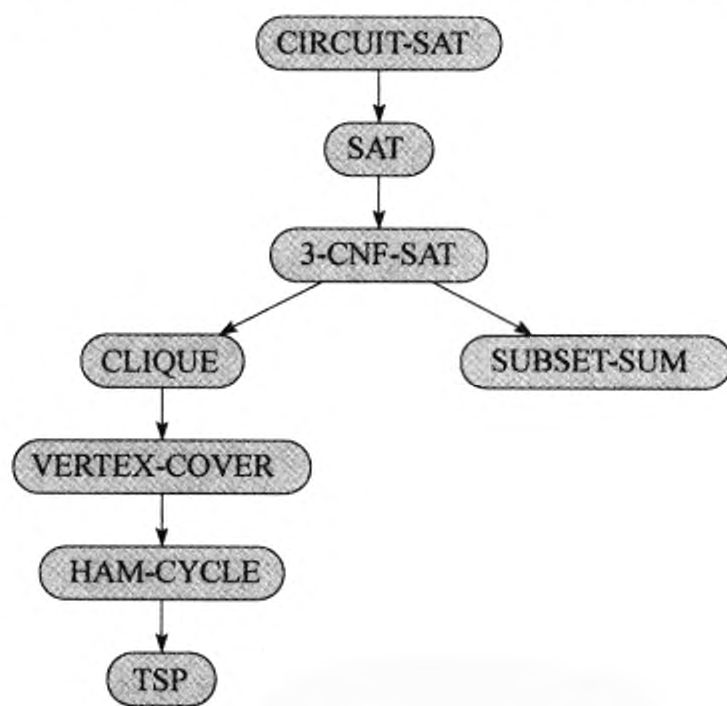 CIRCUIT-SAT
SAT
3-CNF-SAT
CLIQUE
SUBSET-SUM
VERTEX-COVER
HAM-CYCLE
TSP